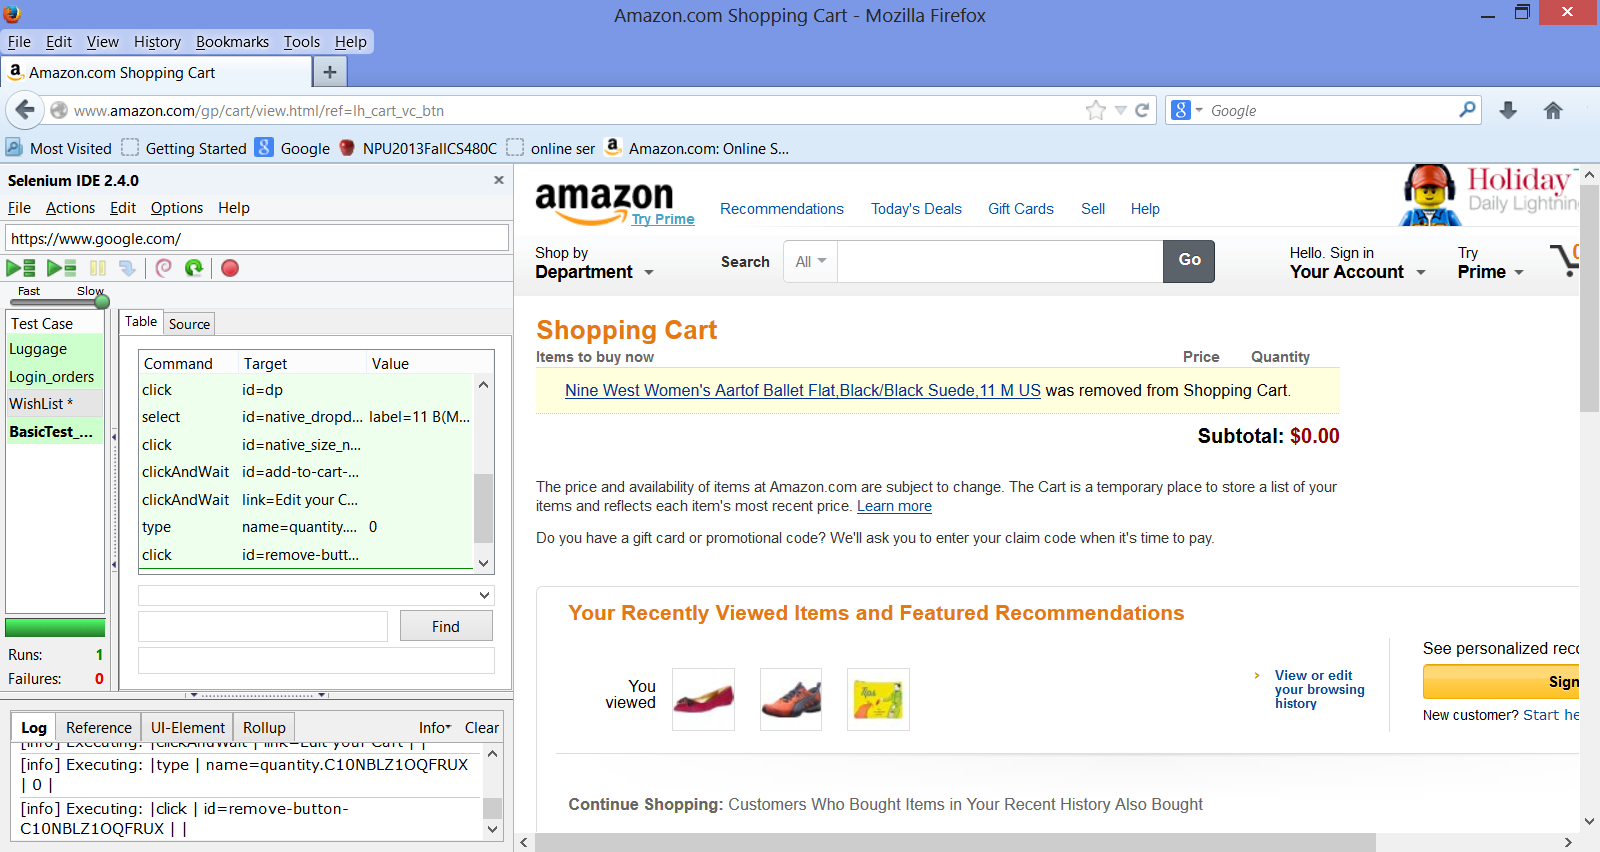 Amazon.com Shopping Cart - Mozilla Firefox
File Edit View History Bookmarks Tools Help
Amazon.com Shopping Cart
www.amazon.com/gp/cart/view.html/ref=lh_cart_vc_btn
Google
Most Visited Getting Started Google NPU2013FallCS480C online ser Amazon.com: Online S...
Selenium IDE 2.4.0
File Actions Edit Options Help
https://www.google.com/
Fast Slow
Test Case
Luggage
Login_orders
WishList *
BasicTest_...
Table Source
Command Target Value
click id=dp
select id=native_dropd... label=11 B(M...
click id=native_size_n...
clickAndWait id=add-to-cart-...
clickAndWait link=Edit your C...
type name=quantity.... 0
click id=remove-butt...
Find
Runs: 1
Failures: 0
Log Reference UI-Element Rollup Info Clear
[info] Executing: |clickAndWait | link=Edit your Cart | |
[info] Executing: |type | name=quantity.C10NBLZ1OQFRUX
| 0 |
[info] Executing: |click | id=remove-button-
C10NBLZ1OQFRUX | |
amazon
Try Prime
Recommendations Today's Deals Gift Cards Sell Help
Holiday
Daily Lightnin
Shop by
Department
Search All Go
Hello. Sign in
Your Account
Try
Prime
0
Shopping Cart
Items to buy now Price Quantity
Nine West Women's Aartof Ballet Flat,Black/Black Suede,11 M US was removed from Shopping Cart.
Subtotal: $0.00
The price and availability of items at Amazon.com are subject to change. The Cart is a temporary place to store a list of your
items and reflects each item's most recent price. Learn more
Do you have a gift card or promotional code? We'll ask you to enter your claim code when it's time to pay.
Your Recently Viewed Items and Featured Recommendations
You
viewed
Tips
View or edit
your browsing
history
See personalized reco
Sign
New customer? Start he
Continue Shopping: Customers Who Bought Items in Your Recent History Also Bought